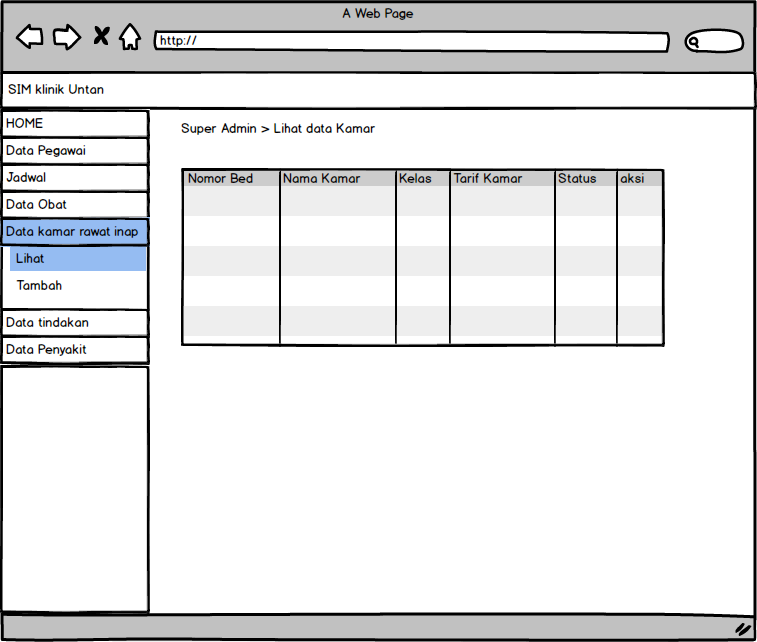 A Web Page
http://
SIM klinik Untan
HOME
Data Pegawai
Jadwal
Data Obat
Data kamar rawat inap
Lihat
Tambah
Data tindakan
Data Penyakit
Super Admin > Lihat data Kamar
Nomor Bed Nama Kamar Kelas Tarif Kamar Status aksi